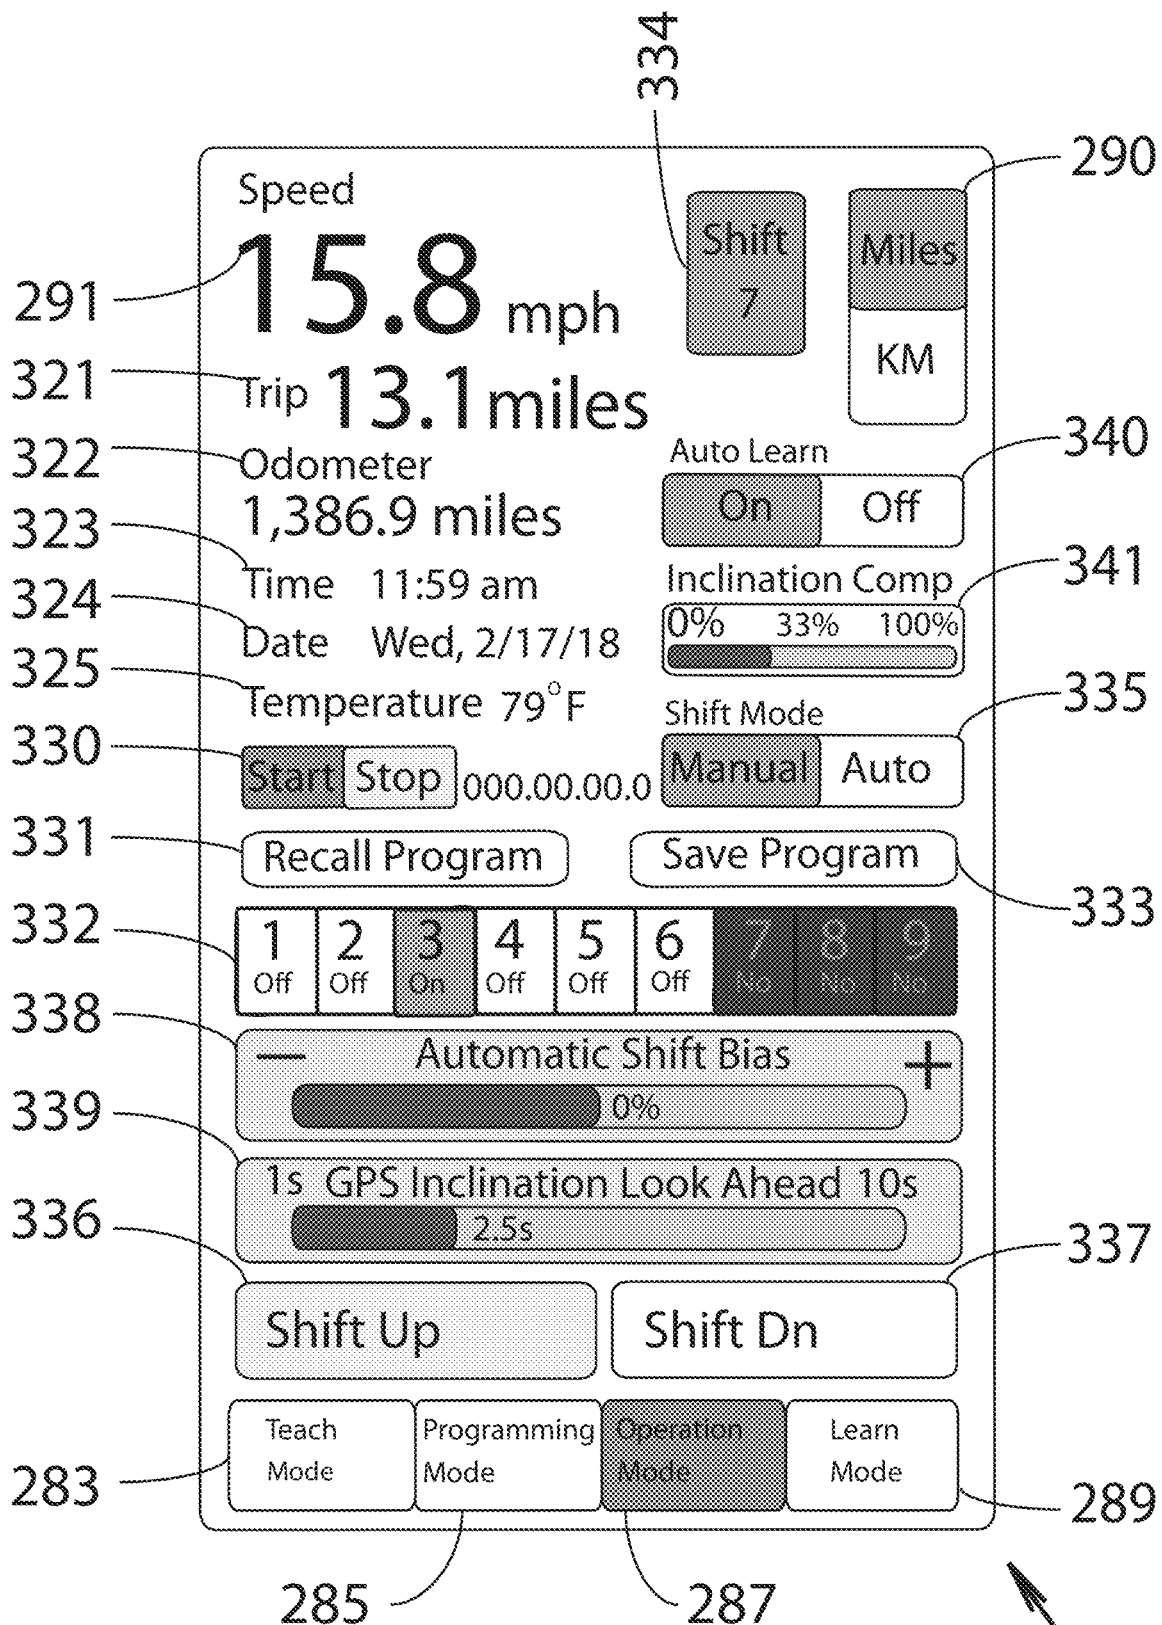 334
290
Speed
Shift
7
Miles
KM
291
15.8 mph
321
Trip 13.1 miles
322
Odometer
1,386.9 miles
Auto Learn
On Off
340
323
Time 11:59 am
Inclination Comp
0% 33% 100%
341
324
Date Wed, 2/17/18
325
Temperature 79°F
Shift Mode
Manual Auto
335
330
Start Stop 000.00.00.0
331
Recall Program
Save Program
333
332
1 2 3 4 5 6 7 8 9
Off Off On Off Off Off No No No
338
— Automatic Shift Bias +
0%
339
1s GPS Inclination Look Ahead 10s
2.5s
336
337
Shift Up
Shift Dn
Teach
Mode
Programming
Mode
Operation
Mode
Learn
Mode
283
289
285
287